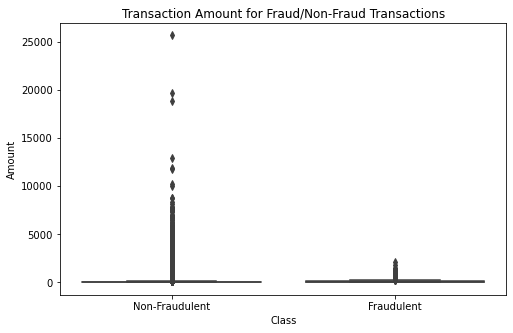 Transaction Amount for Fraud/Non-Fraud Transactions
25000
20000
15000
10000
5000
0
Amount
Non-Fraudulent
Fraudulent
Class